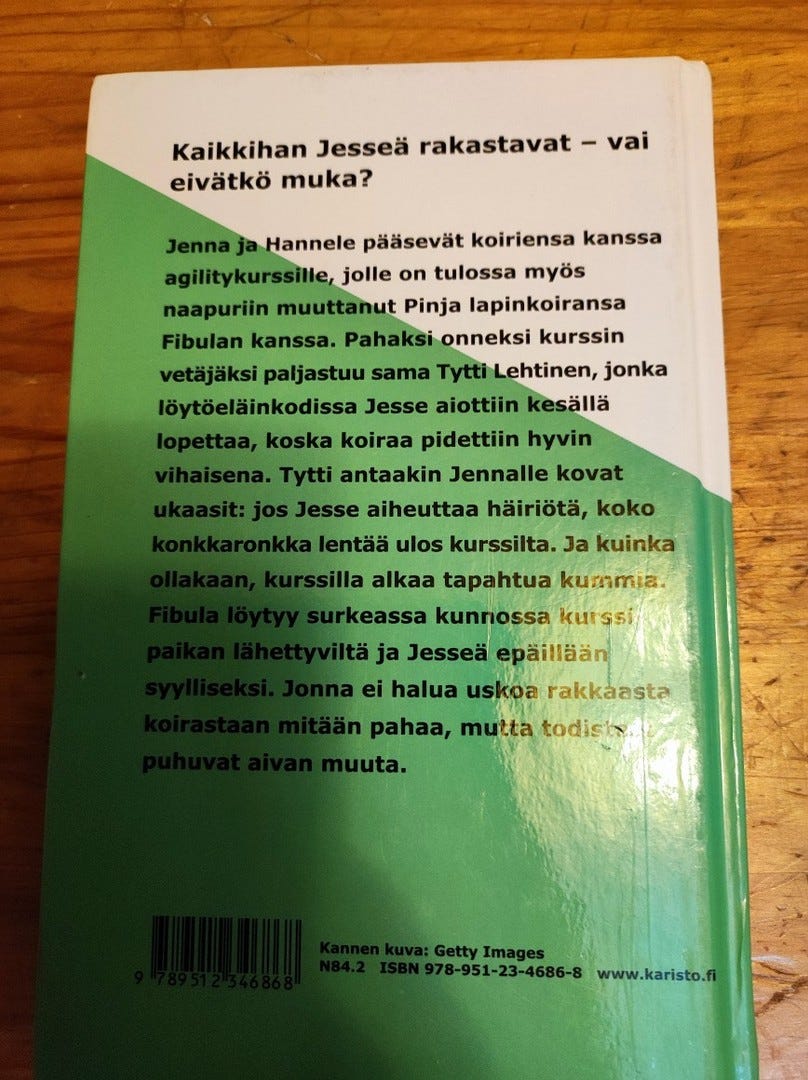 Kaikkihan Jesseä rakastavat – vai
eivätkö muka?
Jenna ja Hannele pääsevät koiriensa kanssa
agilitykurssille, jolle on tulossa myös
naapuriin muuttanut Pinja lapinkoiransa
Fibulan kanssa. Pahaksi onneksi kurssin
vetäjäksi paljastuu sama Tytti Lehtinen, jonka
löytöeläinkodissa Jesse aiottiin kesällä
lopettaa, koska koiraa pidettiin hyvin
vihaisena. Tytti antaakin Jennalle kovat
ukaasit: jos Jesse aiheuttaa häiriötä, koko
konkkaronkka lentää ulos kurssilta. Ja kuinka
ollakaan, kurssilla alkaa tapahtua kummia.
Fibula löytyy surkeassa kunnossa kurssi
paikan lähettyviltä ja Jesseä epäillään
syylliseksi. Jonna ei halua uskoa rakkaasta
koirastaan mitään pahaa, mutta
puhuvat aivan muuta.
Kannen kuva: Getty Images
N84.2 ISBN 978-951-23-4686-8 www.karisto.fi
9 789512 346868